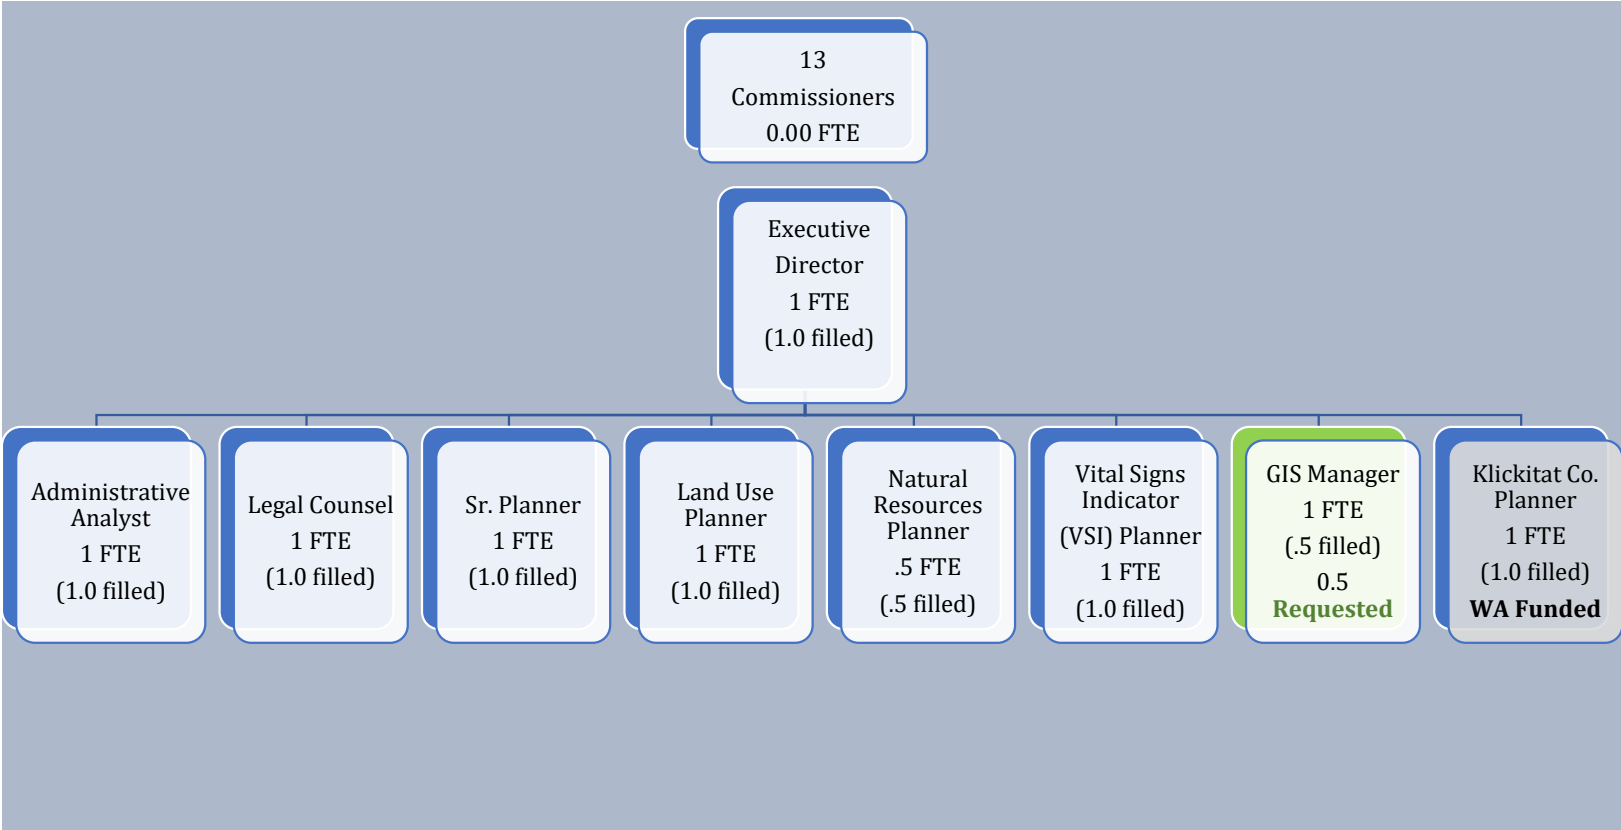 13
Commissioners
0.00 FTE
Executive
Director
1 FTE
(1.0 filled)
Administrative
Analyst
1 FTE
(1.0 filled)
Legal Counsel
1 FTE
(1.0 filled)
Sr. Planner
1 FTE
(1.0 filled)
Land Use
Planner
1 FTE
(1.0 filled)
Natural
Resources
Planner
.5 FTE
(.5 filled)
Vital Signs
Indicator
(VSI) Planner
1 FTE
(1.0 filled)
GIS Manager
1 FTE
(.5 filled)
0.5
Requested
Klickitat Co.
Planner
1 FTE
(1.0 filled)
WA Funded